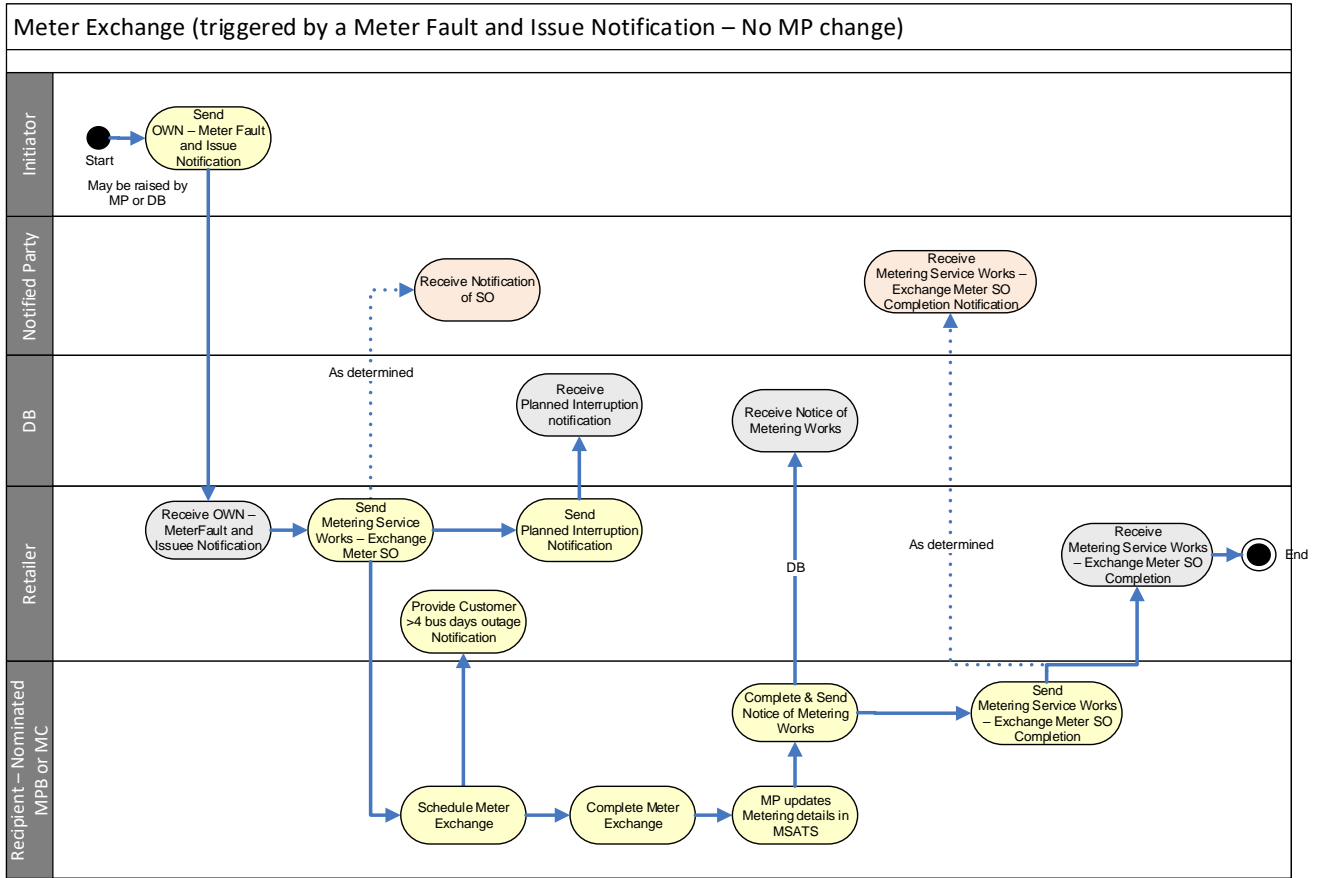 Meter Exchange (triggered by a Meter Fault and Issue Notification – No MP change)
Initiator
Start
Send
OWN – Meter Fault
and Issue
Notification
May be raised by
MP or DB
Notified Party
Receive Notification
of SO
Receive
Metering Service Works –
Exchange Meter SO
Completion Notification
As determined
DB
Receive
Planned Interruption
notification
Receive Notice of
Metering Works
Retailer
Receive OWN –
MeterFault and
Issuee Notification
Send
Metering Service
Works – Exchange
Meter SO
Send
Planned Interruption
Notification
DB
As determined
Receive
Metering Service Works
– Exchange Meter SO
Completion
End
Provide Customer
>4 bus days outage
Notification
Recipient – Nominated
MPB or MC
Complete & Send
Notice of Metering
Works
Send
Metering Service Works
– Exchange Meter SO
Completion
Schedule Meter
Exchange
Complete Meter
Exchange
MP updates
Metering details in
MSATS